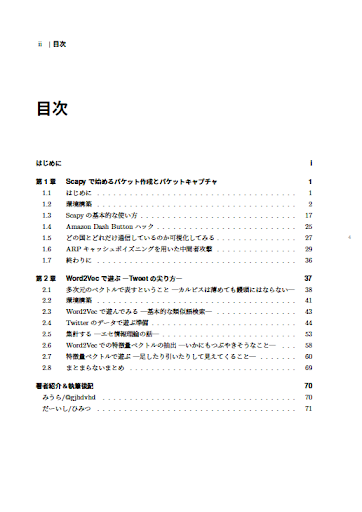 ii | 目次
目次
はじめに i
第1章 Scapy で始めるパケット作成とパケットキャプチャ 1
1.1 はじめに 1
1.2 環境構築 2
1.3 Scapy の基本的な使い方 17
1.4 Amazon Dash Button ハック 25
1.5 どの国とどれだけ通信しているのか可視化してみる 27
1.6 ARP キャッシュポイズニングを用いた中間者攻撃 29
1.7 終わりに 36
第2章 Word2Vec で遊ぶ ―Tweet の尖り方― 37
2.1 多次元のベクトルで表すということ ―カルピスは薄めても饅頭にはならない― 38
2.2 環境構築 41
2.3 Word2Vec で遊んでみる ―基本的な類似語検索― 43
2.4 Twitter のデータで遊ぶ準備 44
2.5 集計する ―エセ情報理論の話― 53
2.6 Word2Vec での特徴量ベクトルの抽出 ―いかにもつぶやきそうなこと― 58
2.7 特徴量ベクトルで遊ぶ ―足したり引いたりして見えてくること― 60
2.8 まとまらないまとめ 69
著者紹介&執筆後記 70
みうら/@gjhdvhd 70
だーいし/ひみつ 71